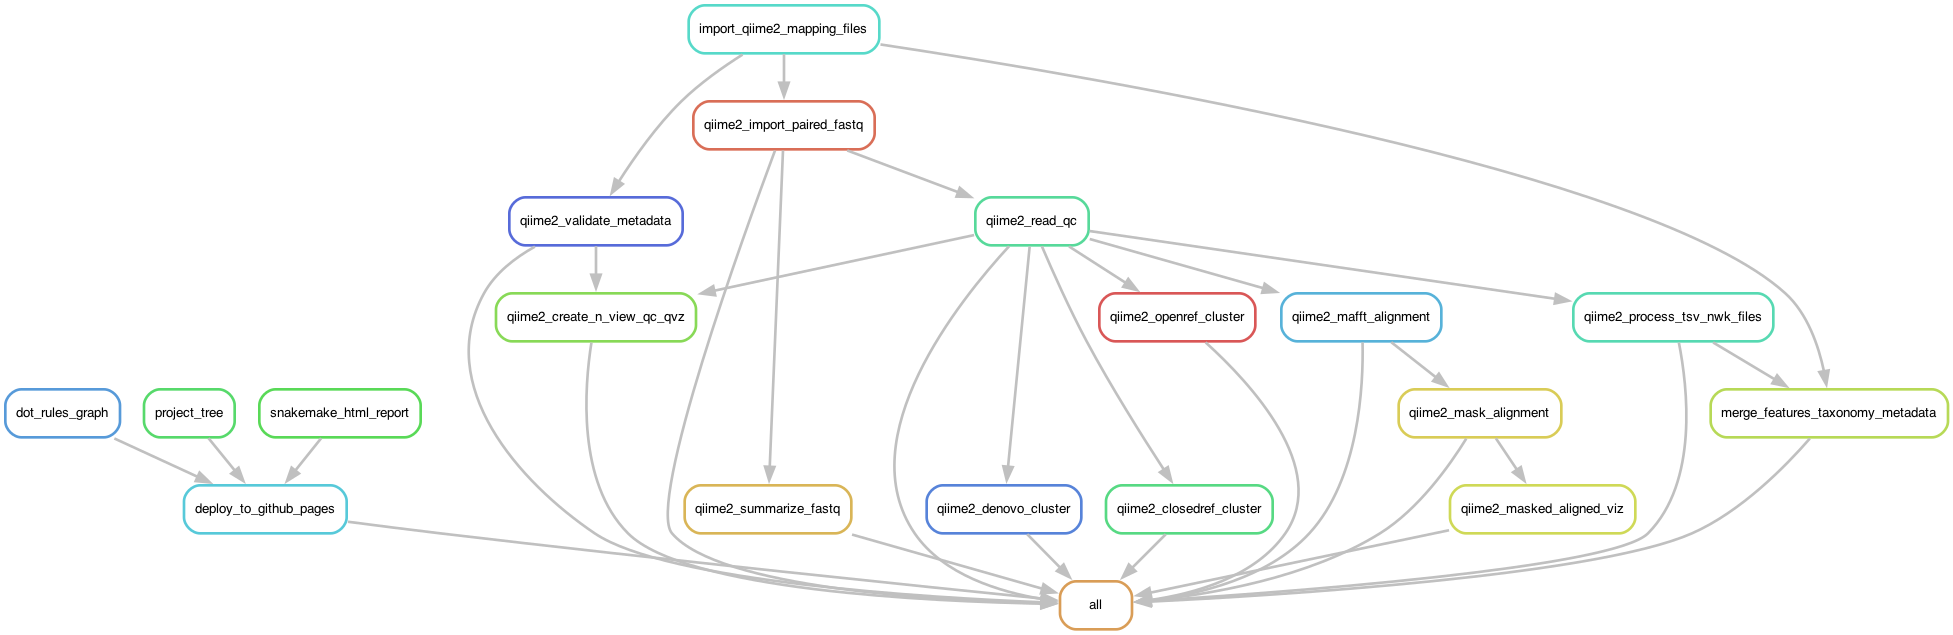 import_qiime2_mapping_files
qiime2_import_paired_fastq
qiime2_validate_metadata
qiime2_read_qc
qiime2_create_n_view_qc_qvz
qiime2_openref_cluster
qiime2_mafft_alignment
qiime2_process_tsv_nwk_files
dot_rules_graph
project_tree
snakemake_html_report
qiime2_mask_alignment
merge_features_taxonomy_metadata
deploy_to_github_pages
qiime2_summarize_fastq
qiime2_denovo_cluster
qiime2_closedref_cluster
qiime2_masked_aligned_viz
all